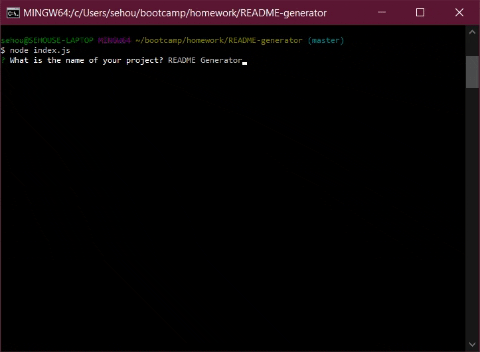 MINGW64:/c/Users/sehou/bootcamp/homework/README-generator
sehou@SEHOUSE-LAPTOP MINGW64 ~/bootcamp/homework/README-generator (master)
$ node index.js
? What is the name of your project? README Generator